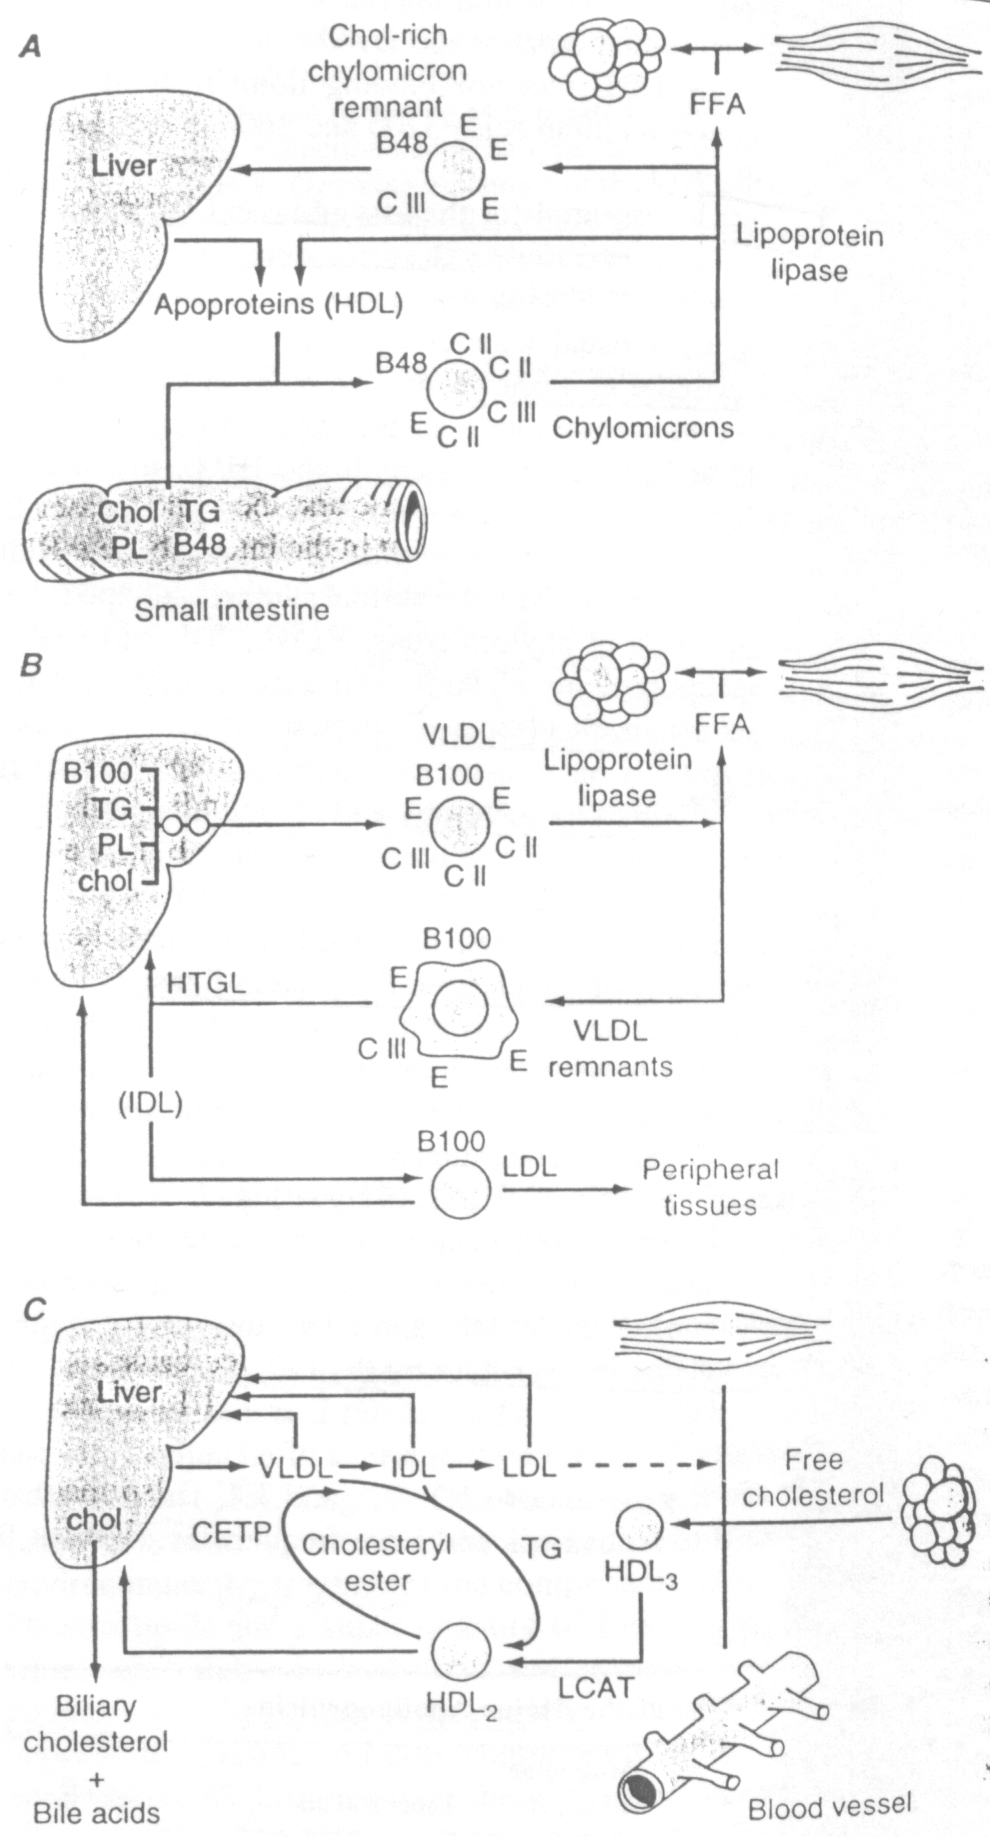 A
Chol-rich
chylomicron
remnant
FFA
Liver
B48
E
E
E
C III
Lipoprotein
lipase
Apoproteins (HDL)
B48
C II
C II
C III
C II
E
Chylomicrons
Chol TG
PL B48
Small intestine
B
FFA
VLDL
B100
E
E
C III
C II
C II
Lipoprotein
lipase
B100
TG
PL
chol
HTGL
B100
E
C III
E
E
VLDL
remnants
(IDL)
B100
LDL
Peripheral
tissues
C
Liver
VLDL
IDL
LDL
Free
cholesterol
chol
CETP
Cholesteryl
ester
TG
HDL3
HDL2
LCAT
Biliary
cholesterol
+
Bile acids
Blood vessel